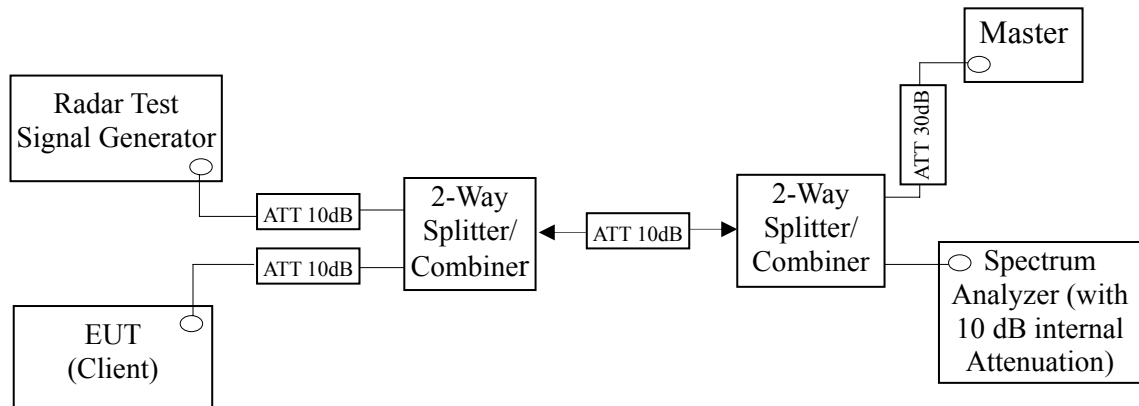 Master
ATT 30dB
Radar Test
Signal Generator
2-Way
Splitter/
Combiner
2-Way
Splitter/
Combiner
ATT 10dB
ATT 10dB
ATT 10dB
EUT
(Client)
Spectrum
Analyzer (with
10 dB internal
Attenuation)